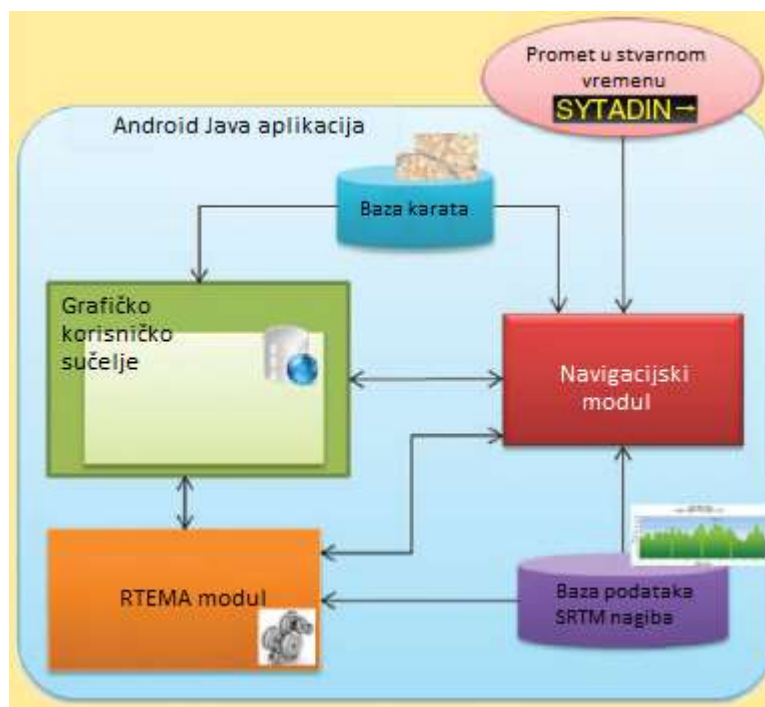 Promet u stvarnom
vremenu
SYTADIN→
Android Java aplikacija
Baza karata
Grafičko
korisničko
sučelje
Navigacijski
modul
RTEMA modul
Baza podataka
SRTM nagiba